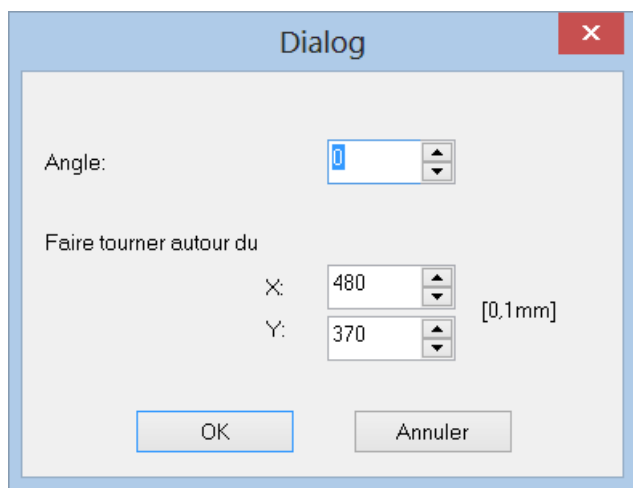 Dialog
Angle: 0
Faire tourner autour du
X: 480
[0,1mm]
Y: 370
OK Annuler